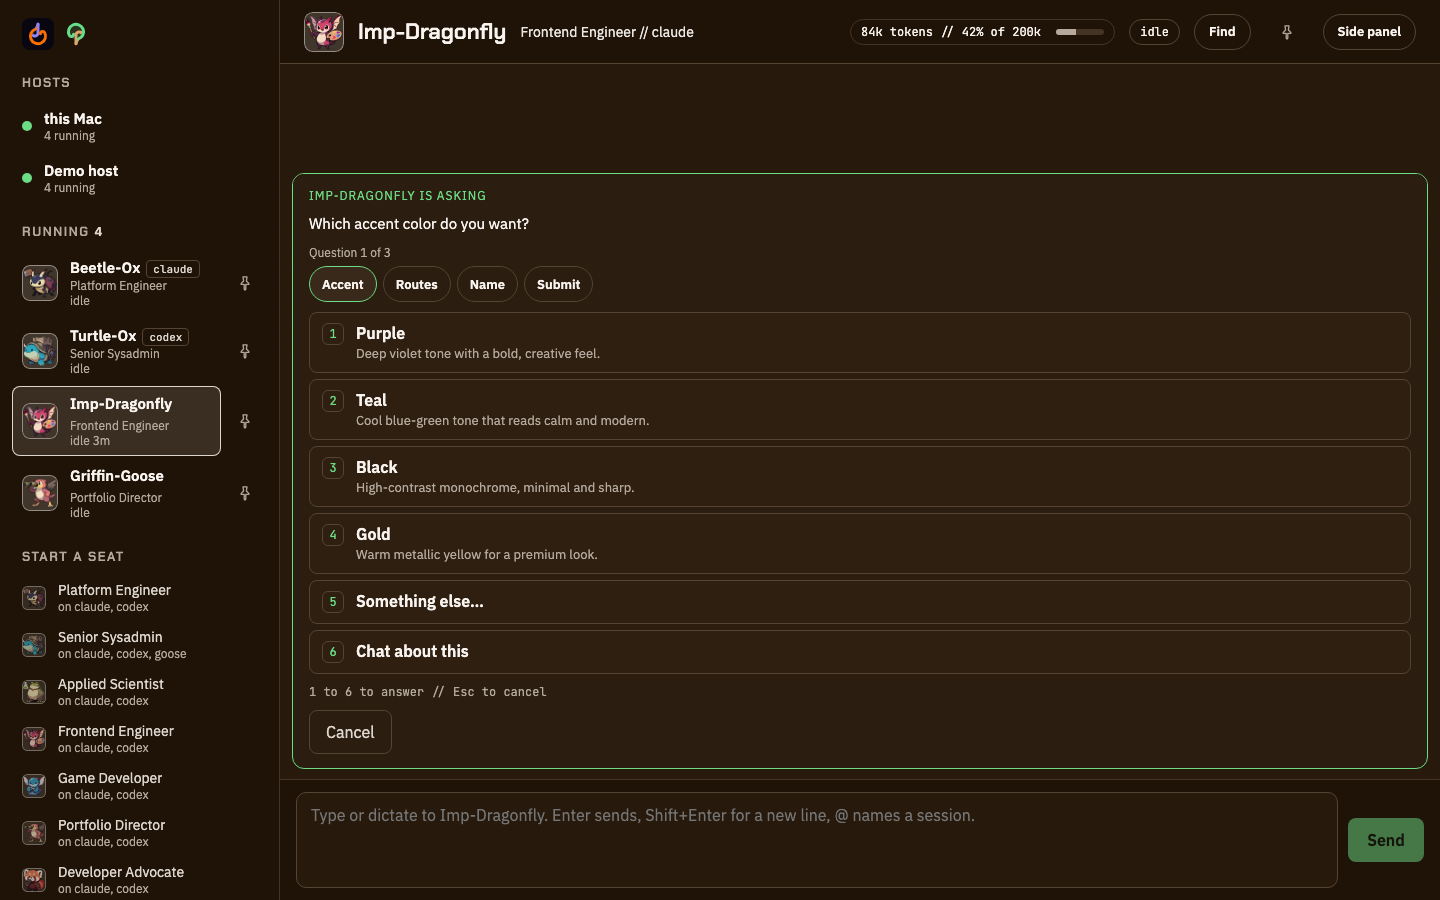 HOSTS
this Mac
4 running
Demo host
4 running
RUNNING 4
Beetle-Ox claude
Platform Engineer
idle
Turtle-Ox codex
Senior Sysadmin
idle
Imp-Dragonfly
Frontend Engineer
idle 3m
Griffin-Goose
Portfolio Director
idle
START A SEAT
Platform Engineer
on claude, codex
Senior Sysadmin
on claude, codex, goose
Applied Scientist
on claude, codex
Frontend Engineer
on claude, codex
Game Developer
on claude, codex
Portfolio Director
on claude, codex
Developer Advocate
on claude, codex
Imp-Dragonfly Frontend Engineer // claude 84k tokens // 42% of 200k idle Find Side panel
IMP-DRAGONFLY IS ASKING
Which accent color do you want?
Question 1 of 3
Accent Routes Name Submit
1 Purple
Deep violet tone with a bold, creative feel.
2 Teal
Cool blue-green tone that reads calm and modern.
3 Black
High-contrast monochrome, minimal and sharp.
4 Gold
Warm metallic yellow for a premium look.
5 Something else...
6 Chat about this
1 to 6 to answer // Esc to cancel
Cancel
Type or dictate to Imp-Dragonfly. Enter sends, Shift+Enter for a new line, @ names a session.
Send